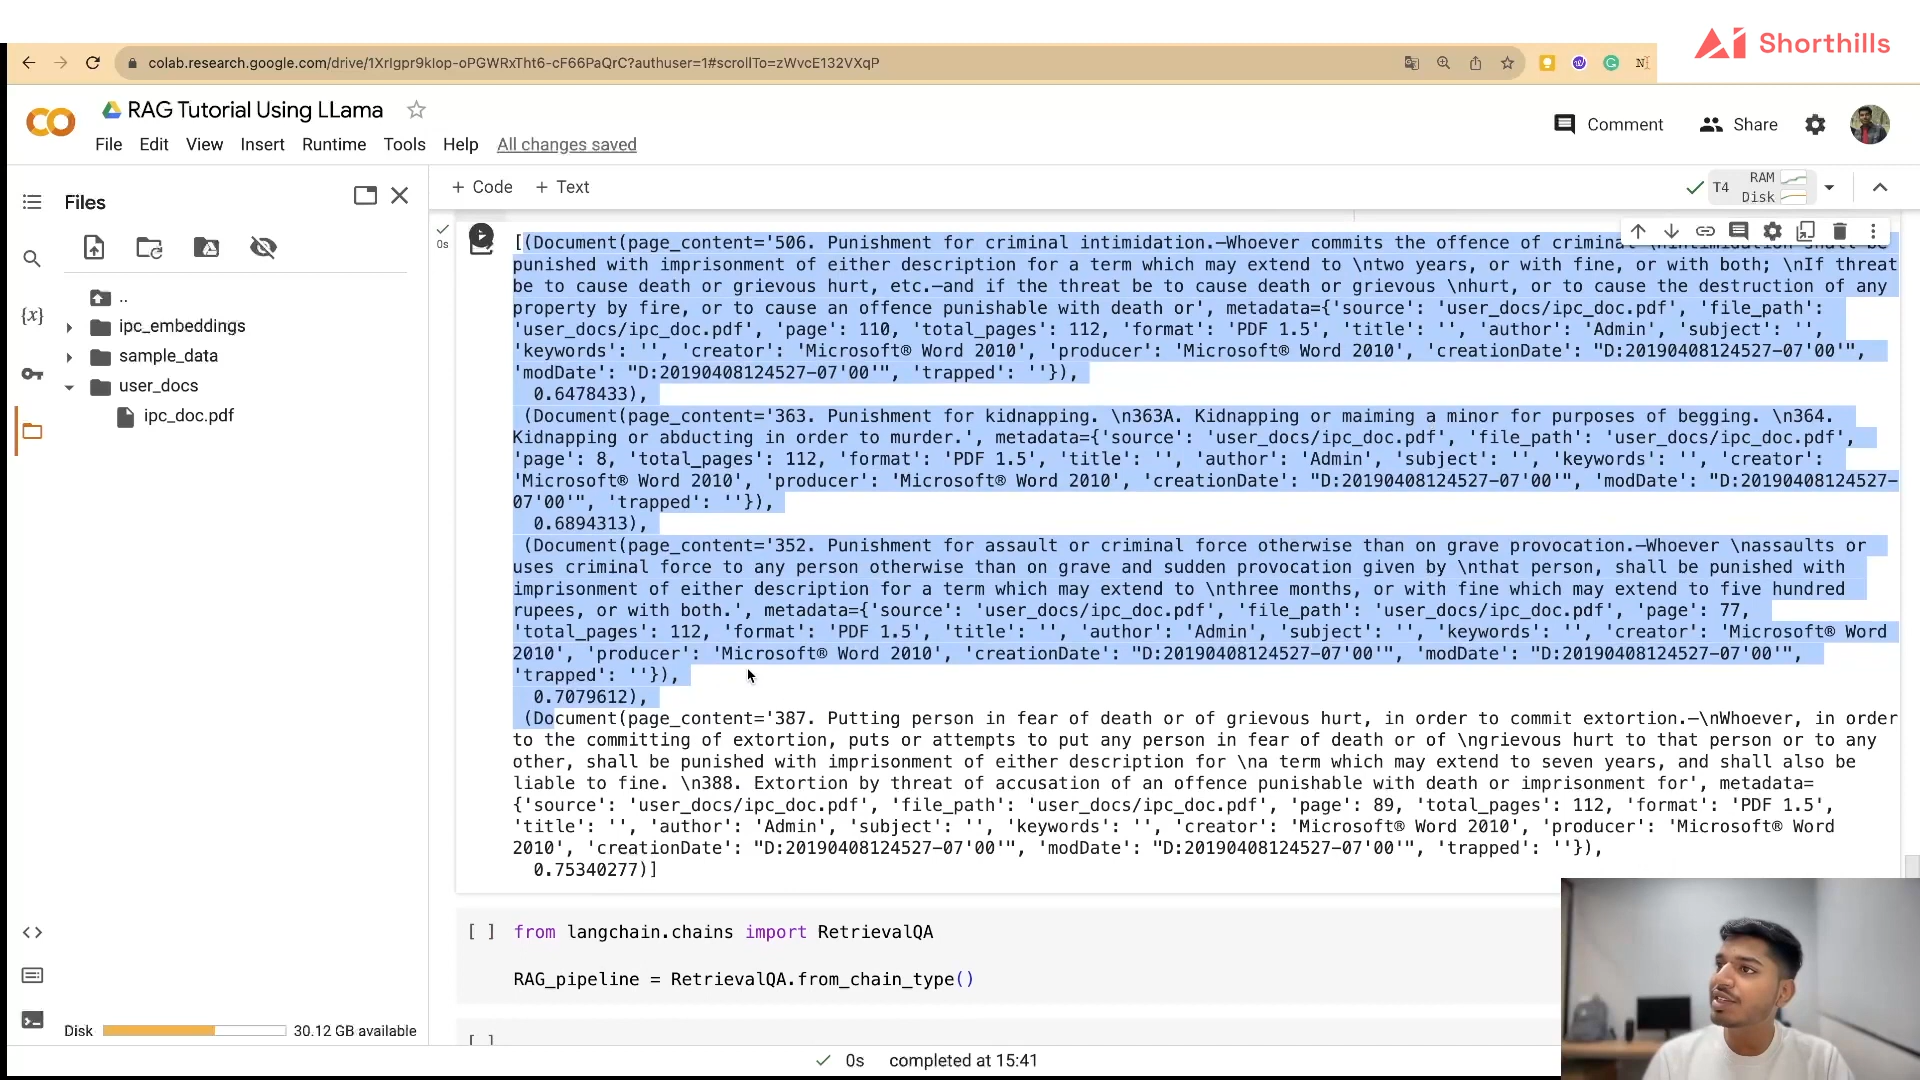 Ai Shorthills
colab.research.google.com/drive/1XrIgpr9kIop-oPGWRxTht6-cF66PaQrC?authuser=1#scrollTo=zWvcE132VXqP
CO RAG Tutorial Using LLama
Comment
Share
File Edit View Insert Runtime Tools Help All changes saved
Files
+ Code + Text
T4
RAM
Disk
{x}
..
ipc_embeddings
sample_data
user_docs
ipc_doc.pdf
0s
[(Document(page_content='506. Punishment for criminal intimidation.—Whoever commits the offence of criminal \nintimidation shall be
punished with imprisonment of either description for a term which may extend to \ntwo years, or with fine, or with both; \nIf threat
be to cause death or grievous hurt, etc.—and if the threat be to cause death or grievous \nhurt, or to cause the destruction of any
property by fire, or to cause an offence punishable with death or', metadata={'source': 'user_docs/ipc_doc.pdf', 'file_path':
'user_docs/ipc_doc.pdf', 'page': 110, 'total_pages': 112, 'format': 'PDF 1.5', 'title': '', 'author': 'Admin', 'subject': '',
'keywords': '', 'creator': 'Microsoft® Word 2010', 'producer': 'Microsoft® Word 2010', 'creationDate': "D:20190408124527-07'00'",
'modDate': "D:20190408124527-07'00'", 'trapped': ''}),
0.6478433),
(Document(page_content='363. Punishment for kidnapping. \n363A. Kidnapping or maiming a minor for purposes of begging. \n364.
Kidnapping or abducting in order to murder.', metadata={'source': 'user_docs/ipc_doc.pdf', 'file_path': 'user_docs/ipc_doc.pdf',
'page': 8, 'total_pages': 112, 'format': 'PDF 1.5', 'title': '', 'author': 'Admin', 'subject': '', 'keywords': '', 'creator':
'Microsoft® Word 2010', 'producer': 'Microsoft® Word 2010', 'creationDate': "D:20190408124527-07'00'", 'modDate': "D:20190408124527-
07'00'", 'trapped': ''}),
0.6894313),
(Document(page_content='352. Punishment for assault or criminal force otherwise than on grave provocation.—Whoever \nassaults or
uses criminal force to any person otherwise than on grave and sudden provocation given by \nthat person, shall be punished with
imprisonment of either description for a term which may extend to \nthree months, or with fine which may extend to five hundred
rupees, or with both.', metadata={'source': 'user_docs/ipc_doc.pdf', 'file_path': 'user_docs/ipc_doc.pdf', 'page': 77,
'total_pages': 112, 'format': 'PDF 1.5', 'title': '', 'author': 'Admin', 'subject': '', 'keywords': '', 'creator': 'Microsoft® Word
2010', 'producer': 'Microsoft® Word 2010', 'creationDate': "D:20190408124527-07'00'", 'modDate': "D:20190408124527-07'00'",
'trapped': ''}),
0.7079612),
(Document(page_content='387. Putting person in fear of death or of grievous hurt, in order to commit extortion.—\nWhoever, in order
to the committing of extortion, puts or attempts to put any person in fear of death or of \ngrievous hurt to that person or to any
other, shall be punished with imprisonment of either description for \na term which may extend to seven years, and shall also be
liable to fine. \n388. Extortion by threat of accusation of an offence punishable with death or imprisonment for', metadata=
{'source': 'user_docs/ipc_doc.pdf', 'file_path': 'user_docs/ipc_doc.pdf', 'page': 89, 'total_pages': 112, 'format': 'PDF 1.5',
'title': '', 'author': 'Admin', 'subject': '', 'keywords': '', 'creator': 'Microsoft® Word 2010', 'producer': 'Microsoft® Word
2010', 'creationDate': "D:20190408124527-07'00'", 'modDate': "D:20190408124527-07'00'", 'trapped': ''}),
0.75340277)]
[ ] from langchain.chains import RetrievalQA
RAG_pipeline = RetrievalQA.from_chain_type()
[ ]
Disk 30.12 GB available
0s completed at 15:41